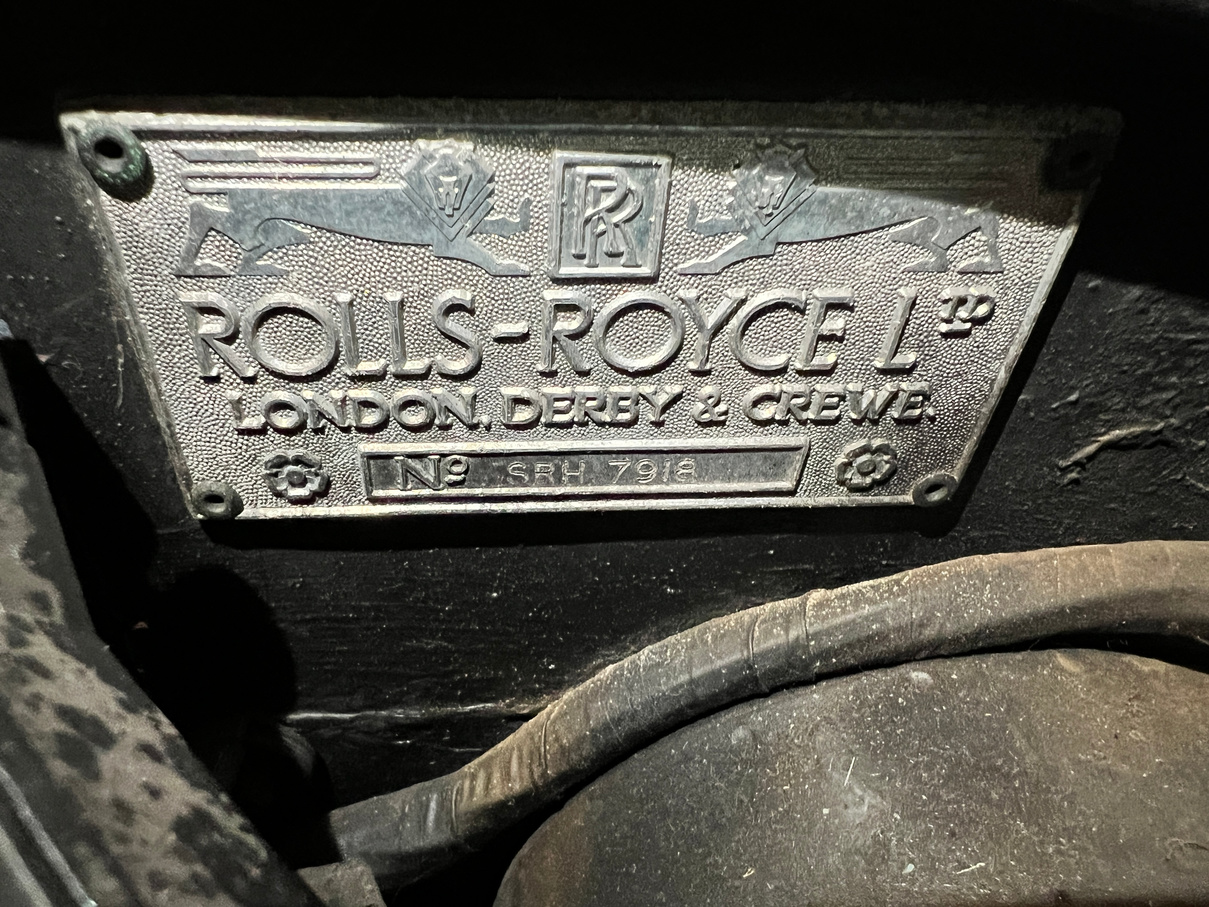 RR
ROLLS-ROYCE LTD
LONDON, DERBY & CREWE.
Nº SRH 7918